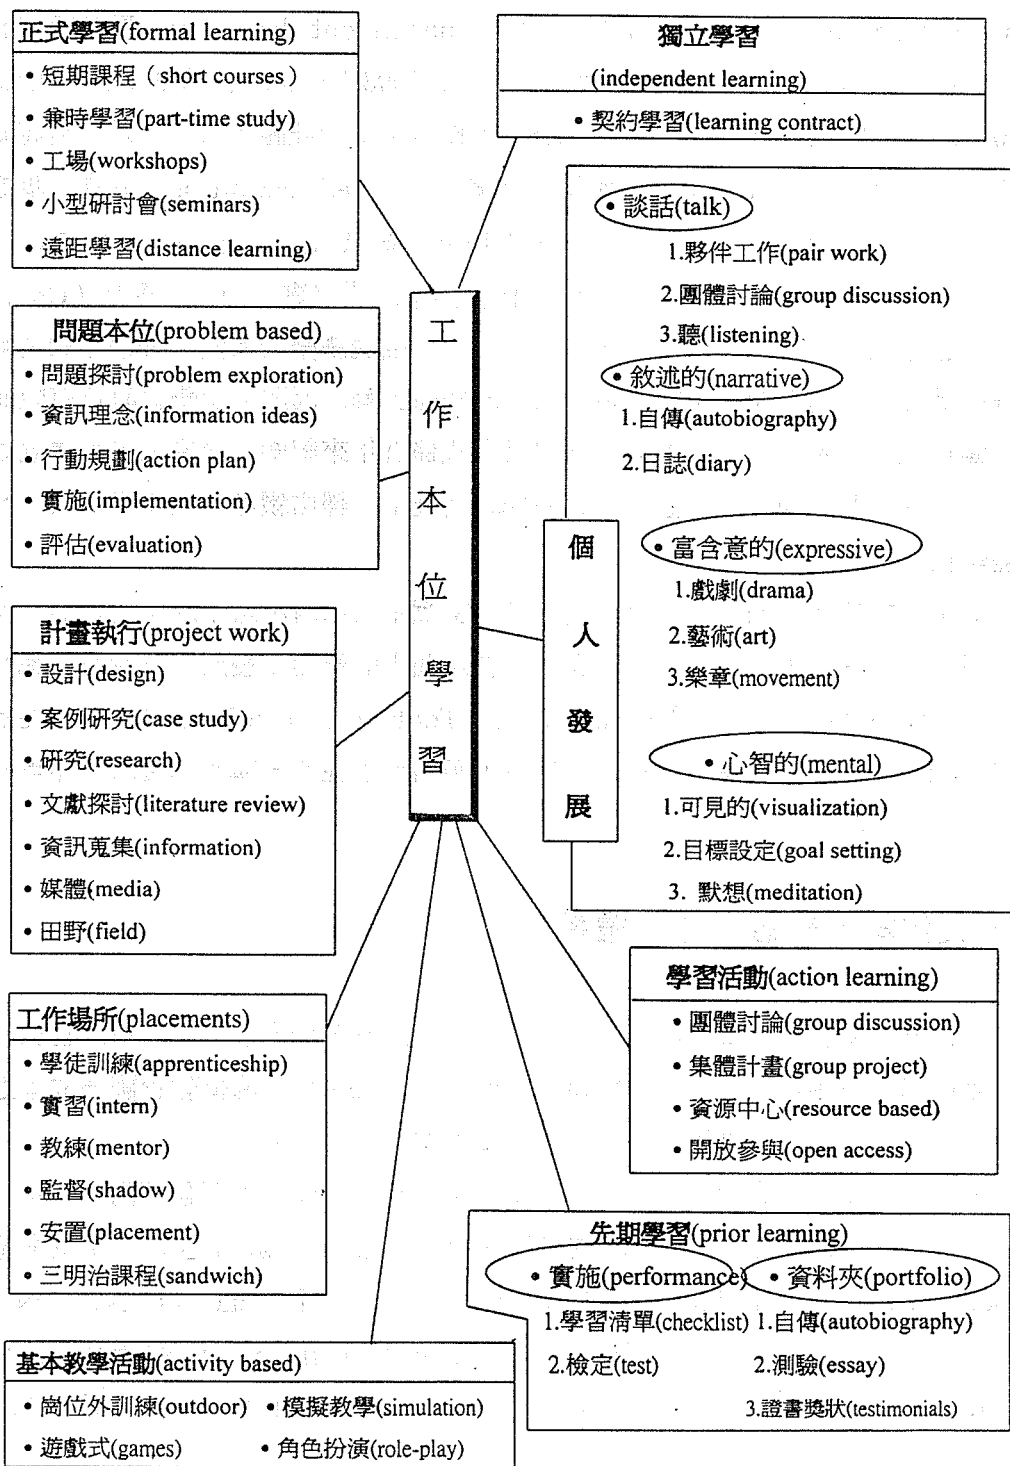 正式學習(formal learning)
• 短期課程（short courses）
• 兼時學習(part-time study)
• 工場(workshops)
• 小型研討會(seminars)
• 遠距學習(distance learning)
獨立學習
(independent learning)
• 契約學習(learning contract)
問題本位(problem based)
• 問題探討(problem exploration)
• 資訊理念(information ideas)
• 行動規劃(action plan)
• 實施(implementation)
• 評估(evaluation)
計畫執行(project work)
• 設計(design)
• 案例研究(case study)
• 研究(research)
• 文獻探討(literature review)
• 資訊蒐集(information)
• 媒體(media)
• 田野(field)
工作場所(placements)
• 學徒訓練(apprenticeship)
• 實習(intern)
• 教練(mentor)
• 監督(shadow)
• 安置(placement)
• 三明治課程(sandwich)
基本教學活動(activity based)
• 崗位外訓練(outdoor) • 模擬教學(simulation)
• 遊戲式(games) • 角色扮演(role-play)
工作本位學習
個人發展
• 談話(talk)
1.夥伴工作(pair work)
2.團體討論(group discussion)
3.聽(listening)
• 敘述的(narrative)
1.自傳(autobiography)
2.日誌(diary)
• 富含意的(expressive)
1.戲劇(drama)
2.藝術(art)
3.樂章(movement)
• 心智的(mental)
1.可見的(visualization)
2.目標設定(goal setting)
3. 默想(meditation)
學習活動(action learning)
• 團體討論(group discussion)
• 集體計畫(group project)
• 資源中心(resource based)
• 開放參與(open access)
先期學習(prior learning)
• 實施(performance) • 資料夾(portfolio)
1.學習清單(checklist) 1.自傳(autobiography)
2.檢定(test) 2.測驗(essay)
3.證書獎狀(testimonials)